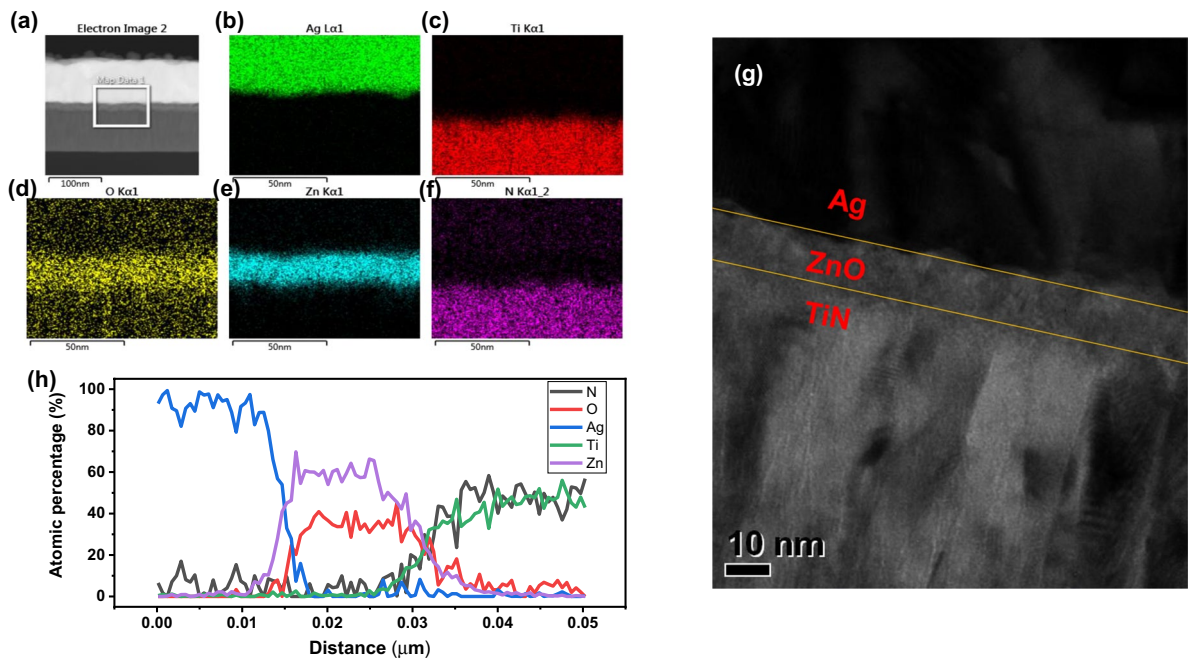 (a)
Electron Image 2
Map Data 1
100nm
(b)
Ag Lα1
50nm
(c)
Ti Kα1
50nm
(d)
O Kα1
50nm
(e)
Zn Kα1
50nm
(f)
N Kα1_2
50nm
(g)
Ag
ZnO
TiN
10 nm
(h)
Atomic percentage (%)
100
80
60
40
20
0
N
O
Ag
Ti
Zn
0.00 0.01 0.02 0.03 0.04 0.05
Distance (μm)